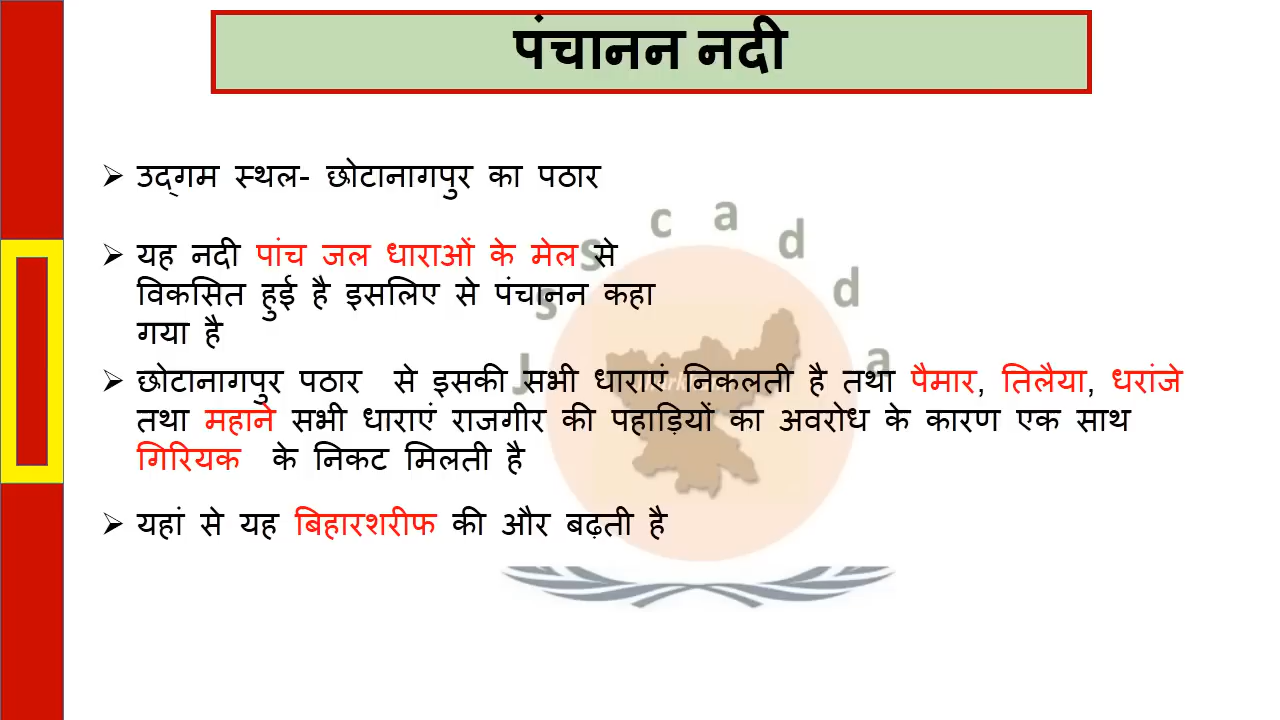 पंचानन नदी
➢ उद्गम स्थल- छोटानागपुर का पठार
➢ यह नदी पांच जल धाराओं के मेल से
विकसित हुई है इसलिए से पंचानन कहा
गया है
➢ छोटानागपुर पठार से इसकी सभी धाराएं निकलती है तथा पैमार, तिलैया, धरांजे
तथा महाने सभी धाराएं राजगीर की पहाड़ियों का अवरोध के कारण एक साथ
गिरियक के निकट मिलती है
➢ यहां से यह बिहारशरीफ की और बढ़ती है
Jssc adda